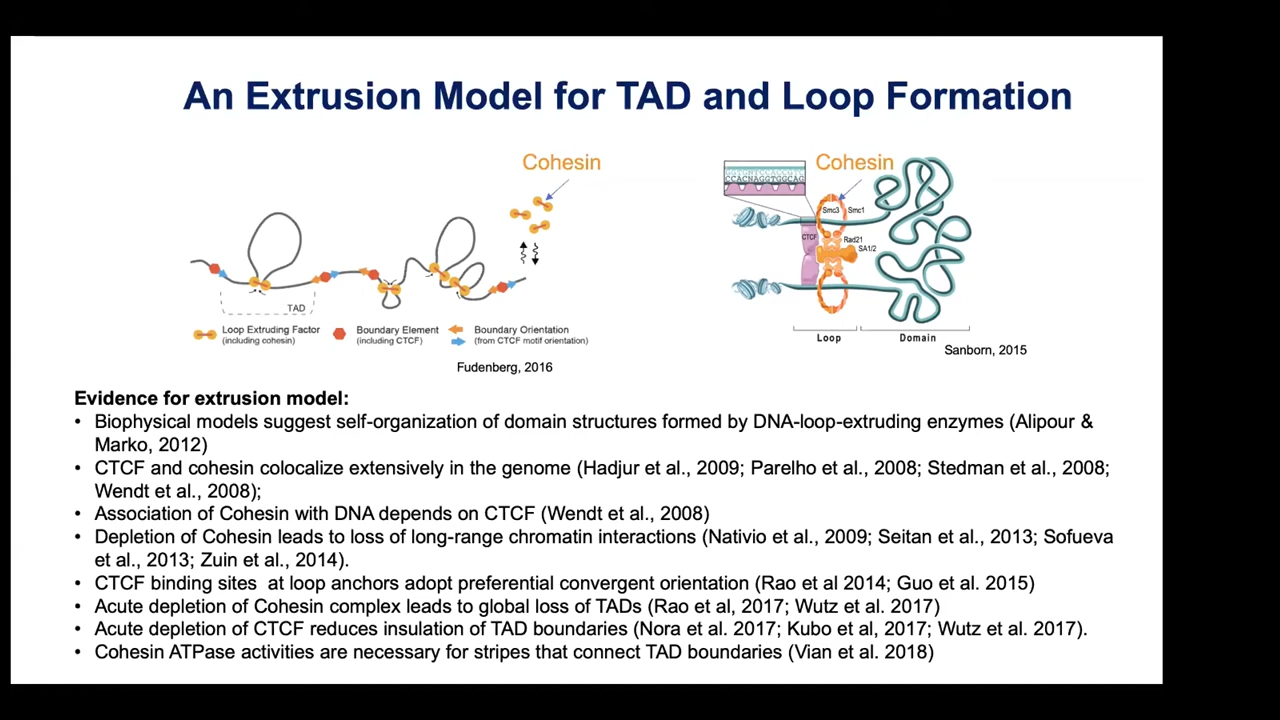 An Extrusion Model for TAD and Loop Formation
Cohesin
TAD
Loop Extruding Factor
(including cohesin)
Boundary Element
(including CTCF)
Boundary Orientation
(from CTCF motif orientation)
Fudenberg, 2016
Cohesin
CCACNAGGTGGCAG
Smc3
Smc1
CTCF
Rad21
SA1/2
Loop
Domain
Sanborn, 2015
Evidence for extrusion model:
• Biophysical models suggest self-organization of domain structures formed by DNA-loop-extruding enzymes (Alipour &
Marko, 2012)
• CTCF and cohesin colocalize extensively in the genome (Hadjur et al., 2009; Parelho et al., 2008; Stedman et al., 2008;
Wendt et al., 2008);
• Association of Cohesin with DNA depends on CTCF (Wendt et al., 2008)
• Depletion of Cohesin leads to loss of long-range chromatin interactions (Nativio et al., 2009; Seitan et al., 2013; Sofueva
et al., 2013; Zuin et al., 2014).
• CTCF binding sites at loop anchors adopt preferential convergent orientation (Rao et al 2014; Guo et al. 2015)
• Acute depletion of Cohesin complex leads to global loss of TADs (Rao et al, 2017; Wutz et al. 2017)
• Acute depletion of CTCF reduces insulation of TAD boundaries (Nora et al. 2017; Kubo et al, 2017; Wutz et al. 2017).
• Cohesin ATPase activities are necessary for stripes that connect TAD boundaries (Vian et al. 2018)